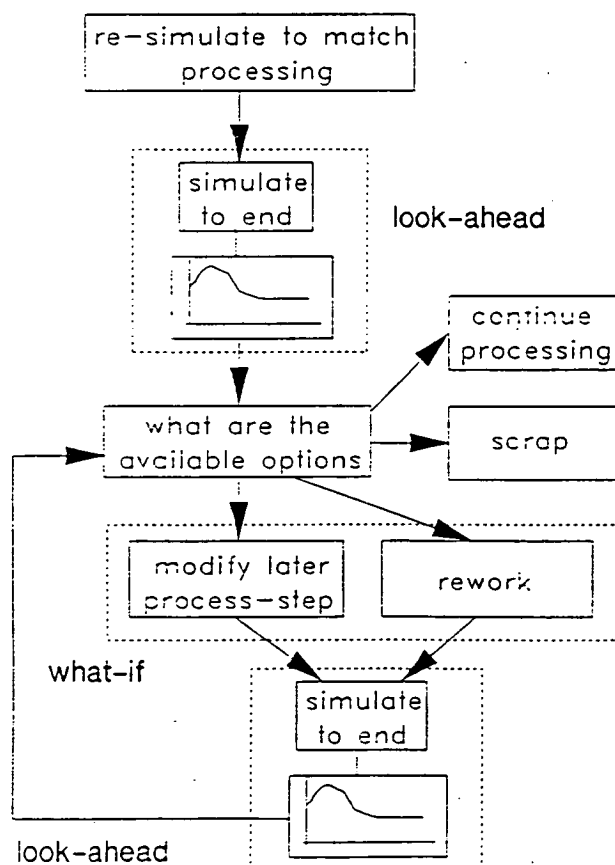 re-simulate to match
processing
simulate
to end
look-ahead
continue
processing
what are the
available options
scrap
modify later
process-step
rework
what-if
simulate
to end
look-ahead